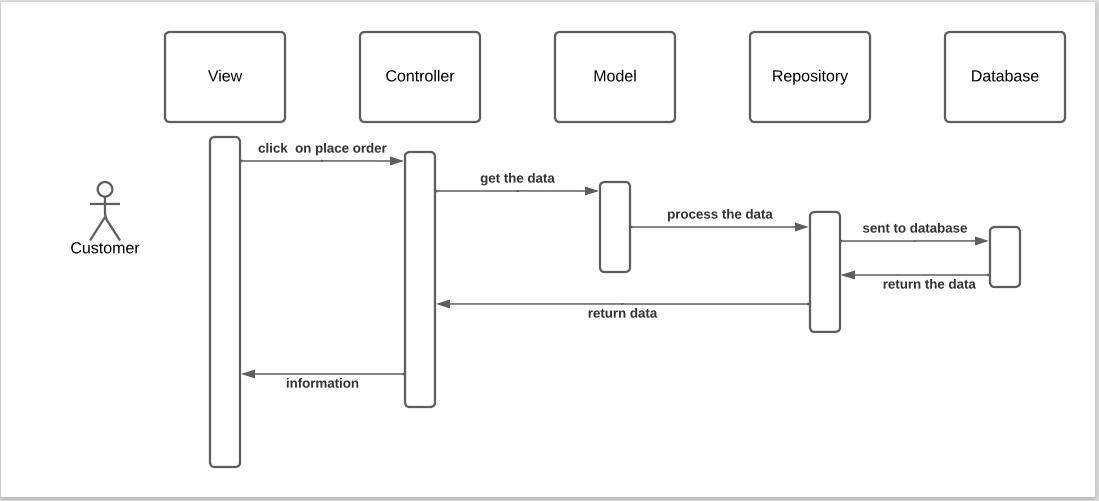 View
Controller
Model
Repository
Database
click  on place order
get the data
process the data
sent to database
Customer
return the data
return data
information